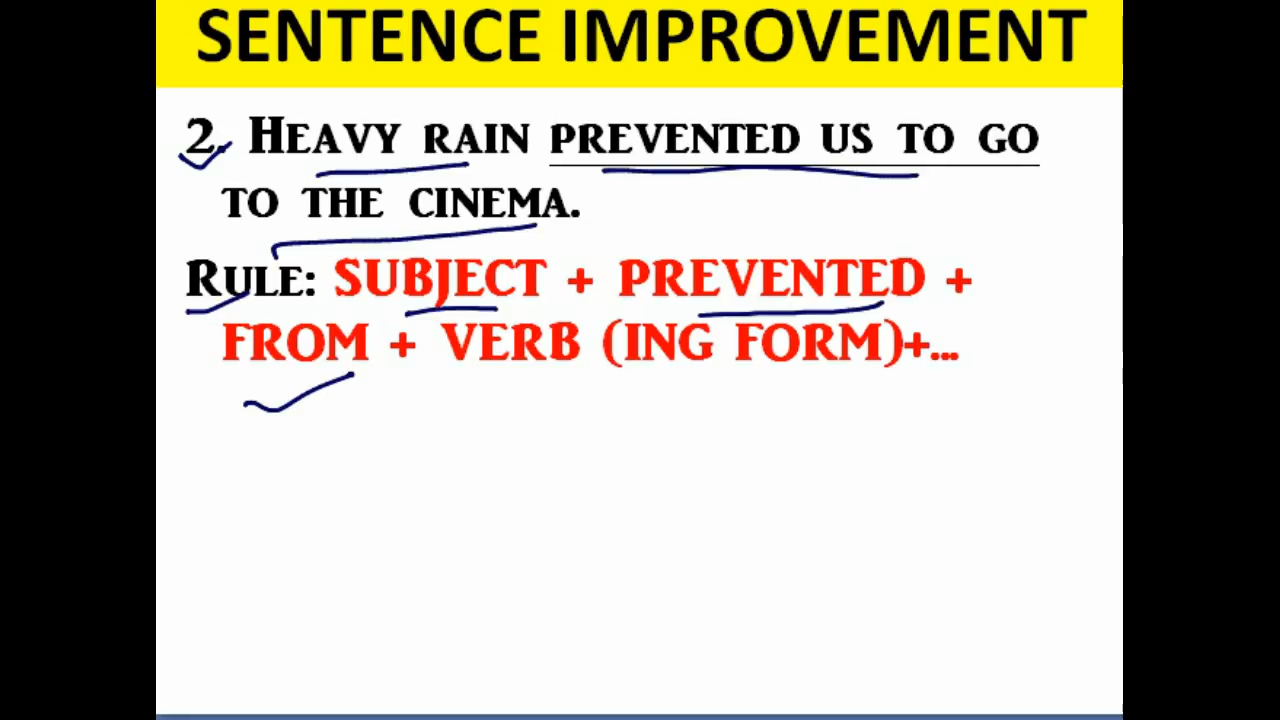 SENTENCE IMPROVEMENT
2. HEAVY RAIN PREVENTED US TO GO
TO THE CINEMA.
RULE: SUBJECT + PREVENTED +
FROM + VERB (ING FORM)+...